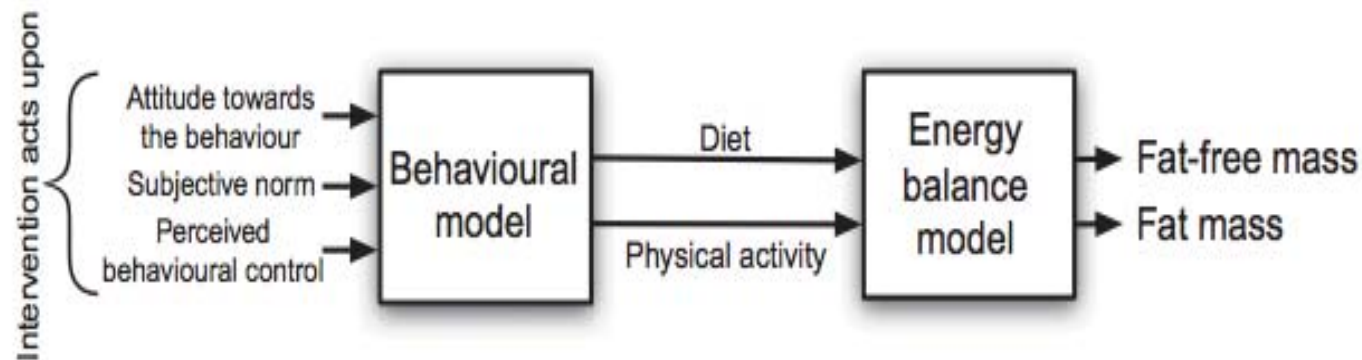 Intervention acts upon
Attitude towards
the behaviour
Subjective norm
Perceived
behavioural control
Behavioural
model
Diet
Physical activity
Energy
balance
model
Fat-free mass
Fat mass